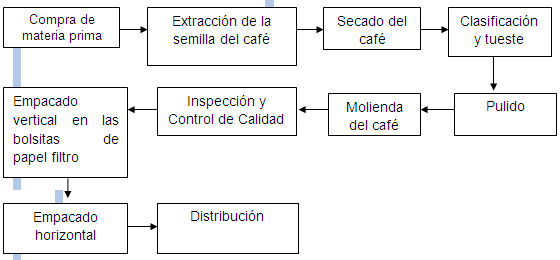 Compra de
materia prima
Extracción de la
semilla del café
Secado del
café
Clasificación
y tueste
Pulido
Molienda
del café
Inspección y
Control de Calidad
Empacado
vertical en las
bolsitas de
papel filtro
Empacado
horizontal
Distribución